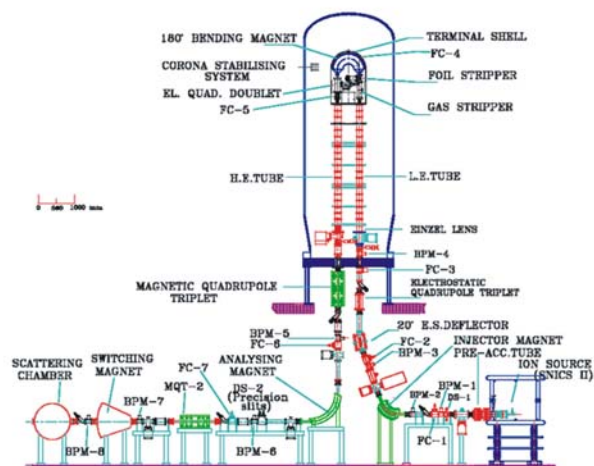 180° BENDING MAGNET
TERMINAL SHELL
FC-4
CORONA STABILISING
SYSTEM
FOIL STRIPPER
EL. QUAD. DOUBLET
FC-5
GAS STRIPPER
H.E.TUBE
L.E.TUBE
0 500 1000 mm
EINZEL LENS
BPM-4
FC-3
MAGNETIC QUADRUPOLE
TRIPLET
ELECTROSTATIC
QUADRUPOLE TRIPLET
BPM-5
FC-6
20° E.S.DEFLECTOR
FC-2
BPM-3
INJECTOR MAGNET
PRE-ACC.TUBE
SCATTERING
CHAMBER
SWITCHING
MAGNET
ANALYSING
MAGNET
FC-7
MQT-2
DS-2
(Precision
slits)
BPM-7
BPM-8
BPM-6
BPM-2
BPM-1
DS-1
FC-1
ION SOURCE
(SNICS II)